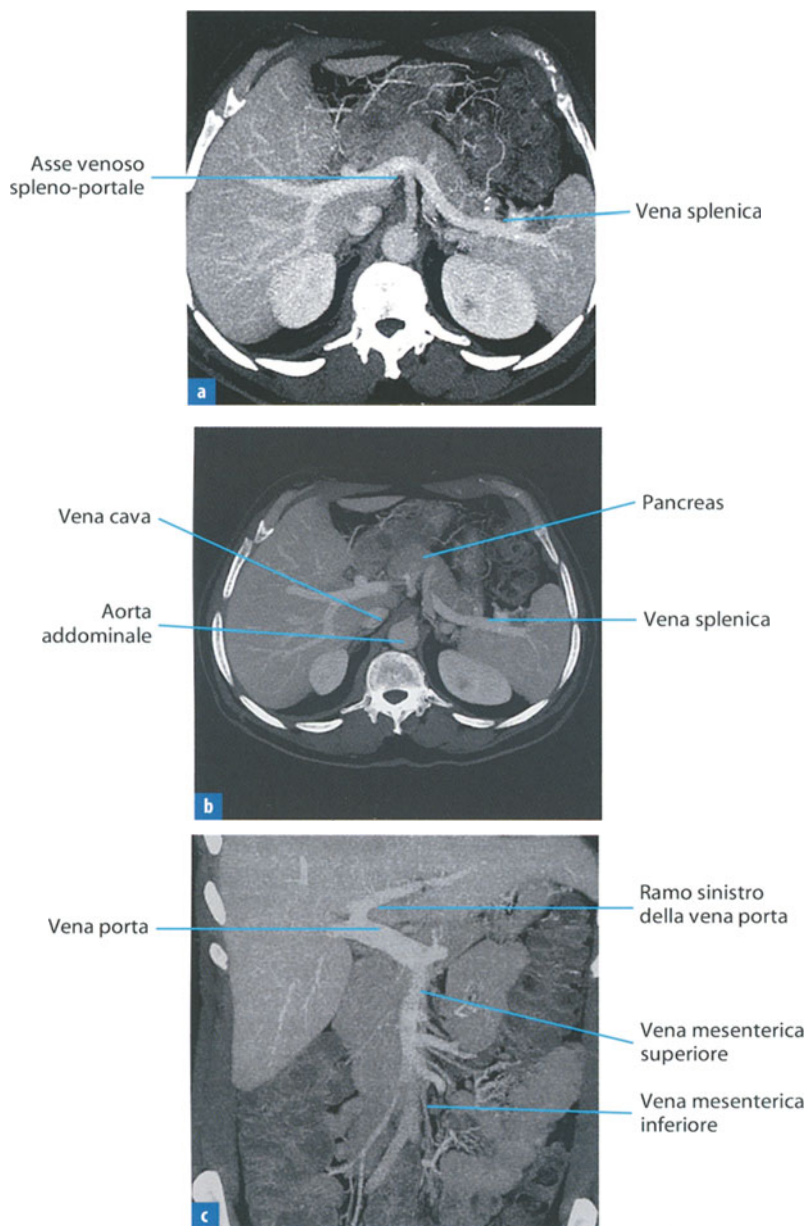 Asse venoso
spleno-portale
Vena splenica
a
Vena cava
Pancreas
Aorta
addominale
Vena splenica
b
Vena porta
Ramo sinistro
della vena porta
Vena mesenterica
superiore
Vena mesenterica
inferiore
c